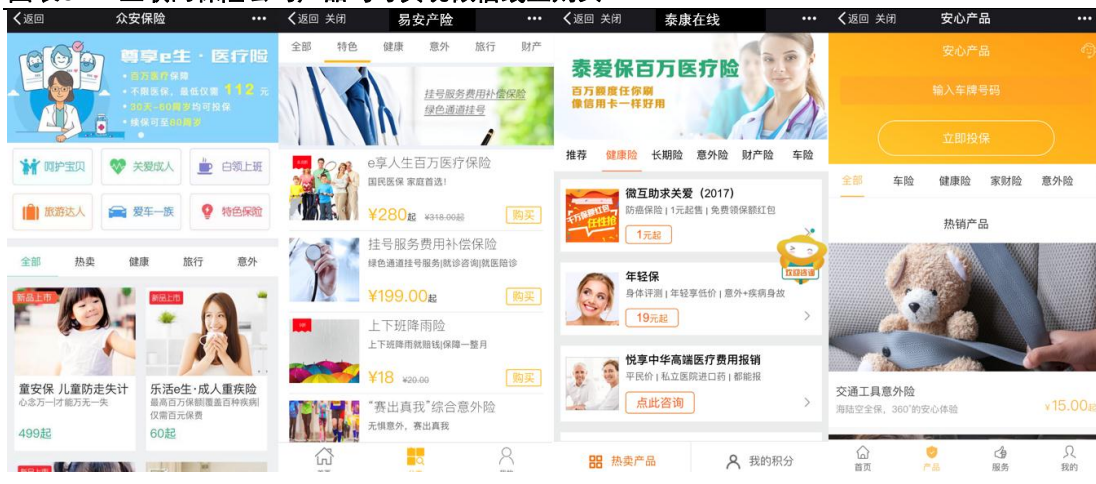 返回
众安保险
尊享e生·医疗险
百万医疗保障
不限医保，最低仅需 112 元
30天-60周岁均可投保
续保可至80周岁
呵护宝贝
关爱成人
白领上班
旅游达人
爱车一族
特色保险
全部
热卖
健康
旅行
意外
新品上市
新品上市
童安保 儿童防走失计
心念万一|才能万无一失
499起
乐活e生·成人重疾险
最高百万保额|覆盖百种疾病|
仅需百元保费
60起
返回 关闭
易安产险
全部
特色
健康
意外
旅行
财产
挂号服务费用补偿保险
绿色通道挂号
e享人生百万医疗保险
国民医保 家庭首选!
¥280起 ¥318.00起
购买
挂号服务费用补偿保险
绿色通道挂号服务|就诊咨询|就医陪诊
¥199.00起
购买
上下班降雨险
上下班降雨就赔钱|保障一整月
¥18 ¥20.00
购买
“赛出真我”综合意外险
无惧意外，赛出真我
返回 关闭
泰康在线
泰爱保百万医疗险
百万额度任你刷
像信用卡一样好用
推荐
健康险
长期险
意外险
财产险
车险
千万保额红包
任性抢
微互助求关爱（2017）
防癌保险 | 1元起售 | 免费领保额红包
1元起
欢迎咨询
年轻保
身体评测 | 年轻享低价 | 意外+疾病身故
19元起
悦享中华高端医疗费用报销
平民价 | 私立医院进口药 | 都能报
点此咨询
热卖产品
我的积分
返回 关闭
安心产品
安心产品
输入车牌号码
立即投保
全部
车险
健康险
家财险
意外险
热销产品
交通工具意外险
海陆空全保，360°的安心体验
¥15.00起
首页
产品
服务
我的